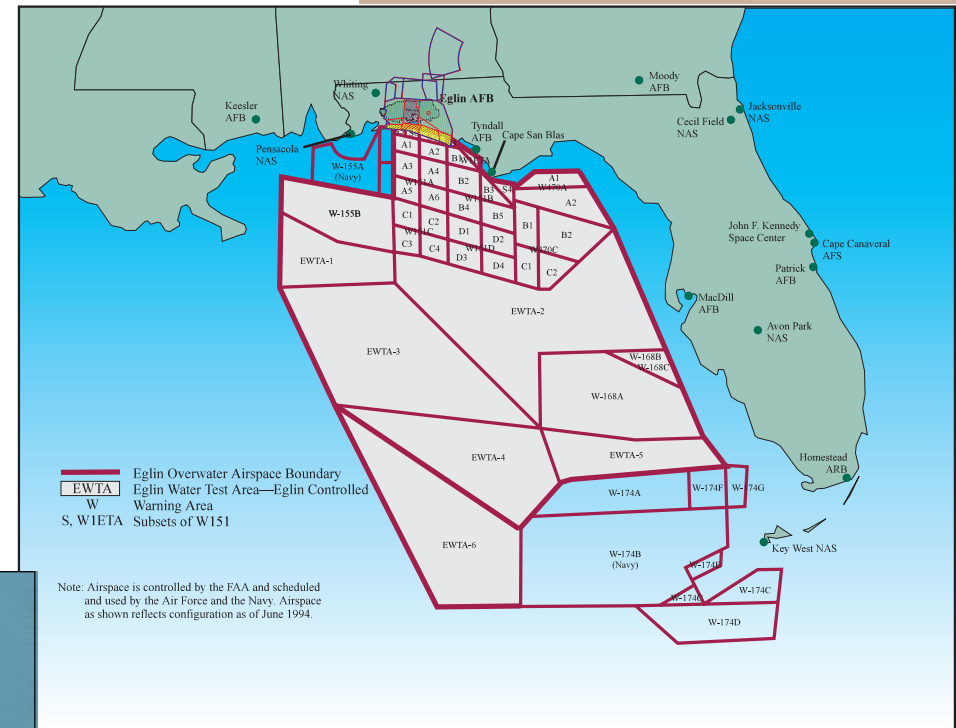 Moody
AFB
Whiting
NAS
Eglin AFB
Keesler
AFB
Jacksonville
NAS
Cecil Field
NAS
Tyndall
AFB
Cape San Blas
Pensacola
NAS
W-155A
(Navy)
A1
A2
B1
W1ETA
A3
A4
W151A
B2
A5
A6
B3
S4
W151B
B4
A1
W470A
A2
W-155B
C1
C2
W151C
B5
B1
B2
C3
C4
D1
D2
W151D
D3
D4
W470C
C1
C2
EWTA-1
John F. Kennedy
Space Center
Cape Canaveral
AFS
Patrick
AFB
MacDill
AFB
EWTA-2
Avon Park
NAS
EWTA-3
W-168B
W-168C
W-168A
EWTA-4
EWTA-5
Homestead
ARB
W-174A
W-174F
W-174G
Eglin Overwater Airspace Boundary
EWTA Eglin Water Test Area—Eglin Controlled
W Warning Area
S, W1ETA Subsets of W151
EWTA-6
W-174B
(Navy)
Key West NAS
W-174C
W-174D
Note: Airspace is controlled by the FAA and scheduled
and used by the Air Force and the Navy. Airspace
as shown reflects configuration as of June 1994.